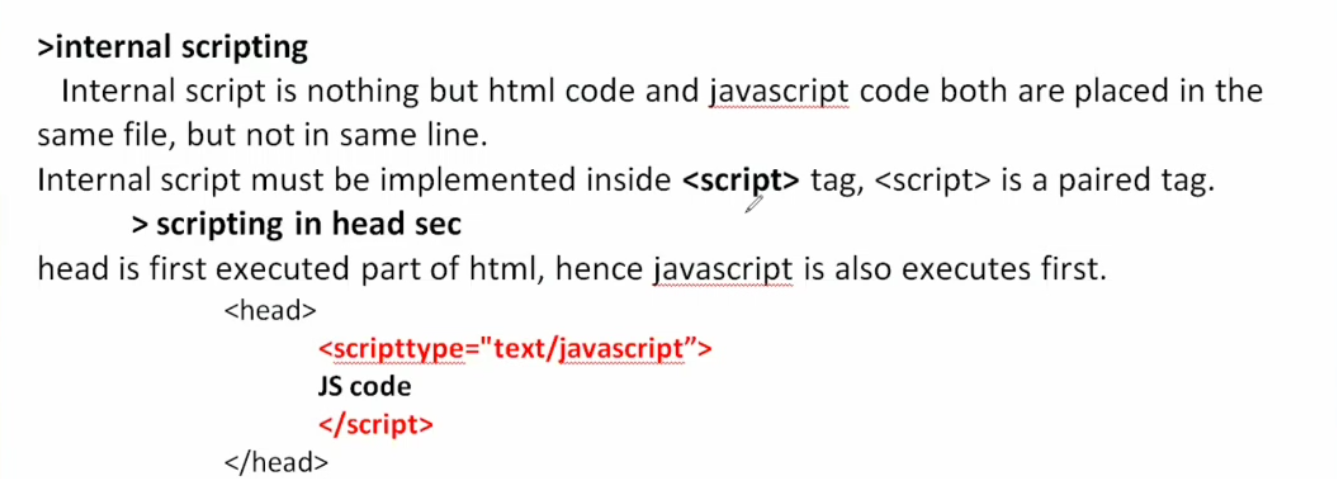 >internal scripting
Internal script is nothing but html code and javascript code both are placed in the
same file, but not in same line.
Internal script must be implemented inside <script> tag, <script> is a paired tag.
> scripting in head sec
head is first executed part of html, hence javascript is also executes first.
<head>
<scripttype="text/javascript”>
JS code
</script>
</head>